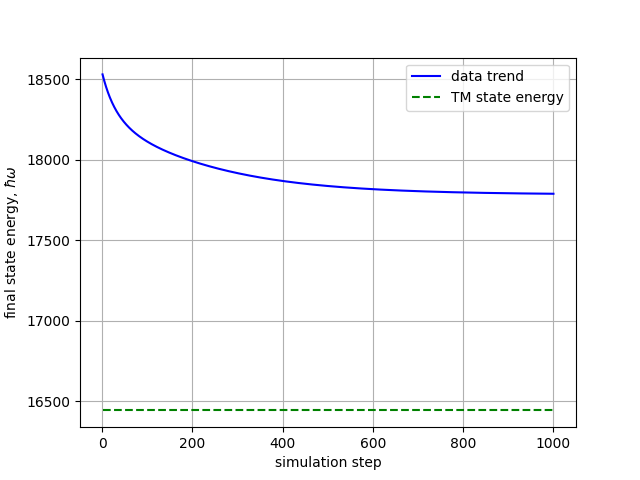 data trend
TM state energy
18500
18000
17500
17000
16500
final state energy, ℏω
0 200 400 600 800 1000
simulation step